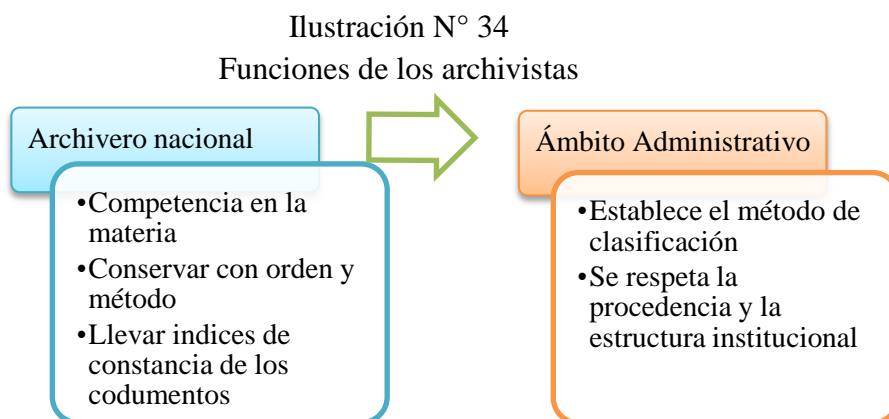 Ilustración N° 34
Funciones de los archivistas
Archivero nacional
•Competencia en la
materia
•Conservar con orden y
método
•Llevar indices de
constancia de los
codumentos
Ámbito Administrativo
•Establece el método de
clasificación
•Se respeta la
procedencia y la
estructura institucional